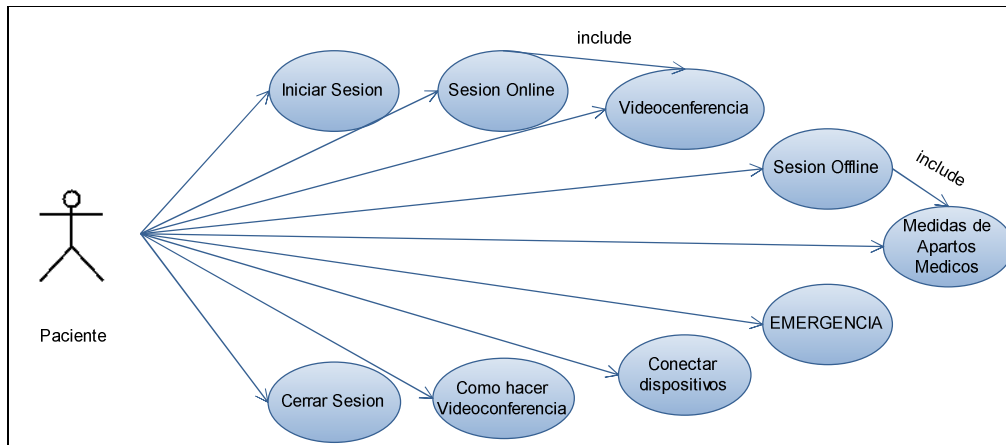 include
Iniciar Sesion
Sesion Online
Videocenferencia
Sesion Offline
include
Medidas de
Apartos
Medicos
Paciente
EMERGENCIA
Conectar
dispositivos
Cerrar Sesion
Como hacer
Videoconferencia